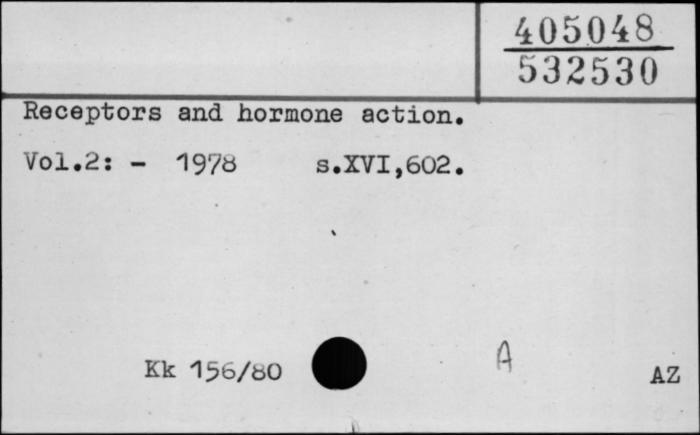 405048
532530
Receptors and hormone action.
Vol.2: - 1978 s.XVI,602.
Kk 156/80 A AZ